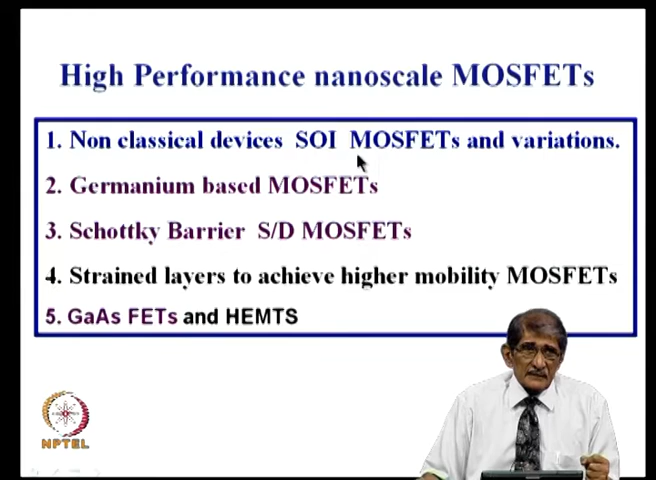 High Performance nanoscale MOSFETs
1. Non classical devices SOI MOSFETs and variations.
2. Germanium based MOSFETs
3. Schottky Barrier S/D MOSFETs
4. Strained layers to achieve higher mobility MOSFETs
5. GaAs FETs and HEMTS
NPTEL